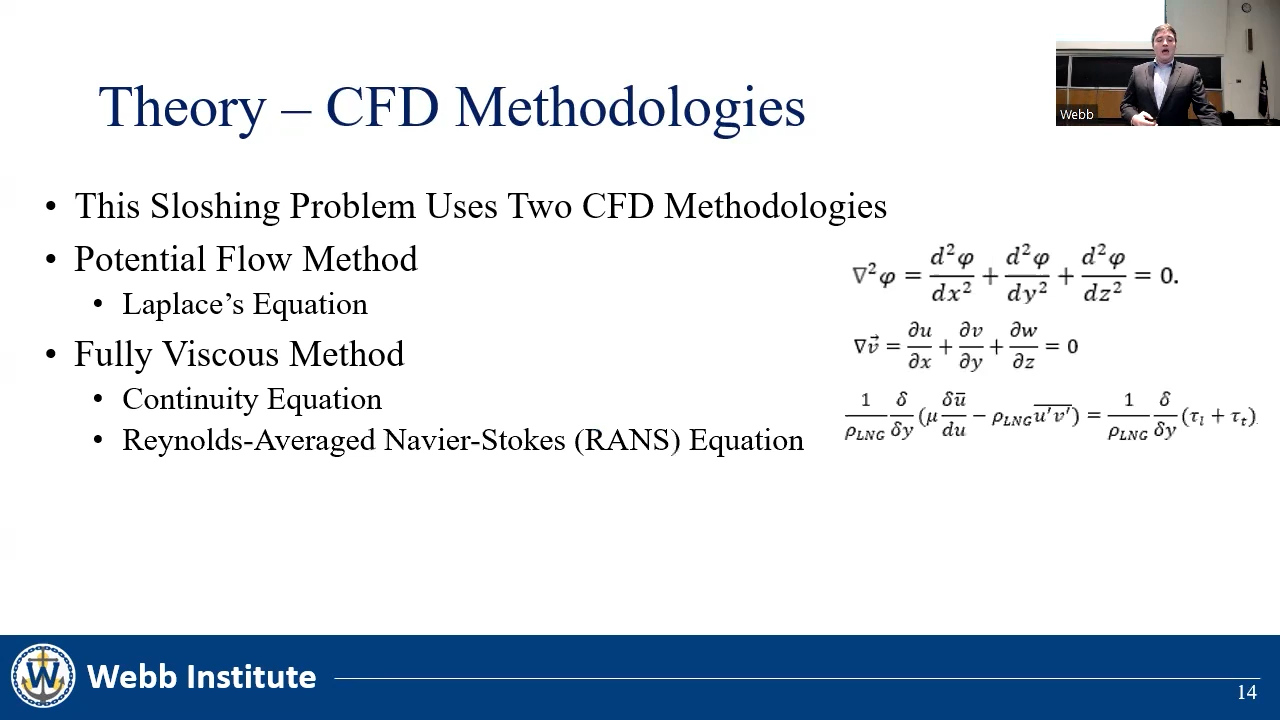 Webb
Theory – CFD Methodologies
• This Sloshing Problem Uses Two CFD Methodologies
• Potential Flow Method
• Laplace’s Equation
• Fully Viscous Method
• Continuity Equation
• Reynolds-Averaged Navier-Stokes (RANS) Equation
∇²φ = d²φ/dx² + d²φ/dy² + d²φ/dz² = 0.
∇v⃗ = ∂u/∂x + ∂v/∂y + ∂w/∂z = 0
1/ρ_LNG δ/δy (μ δū/du − ρ_LNG u′v′̅) = 1/ρ_LNG δ/δy (τ_l + τ_t).
W
Webb Institute
14